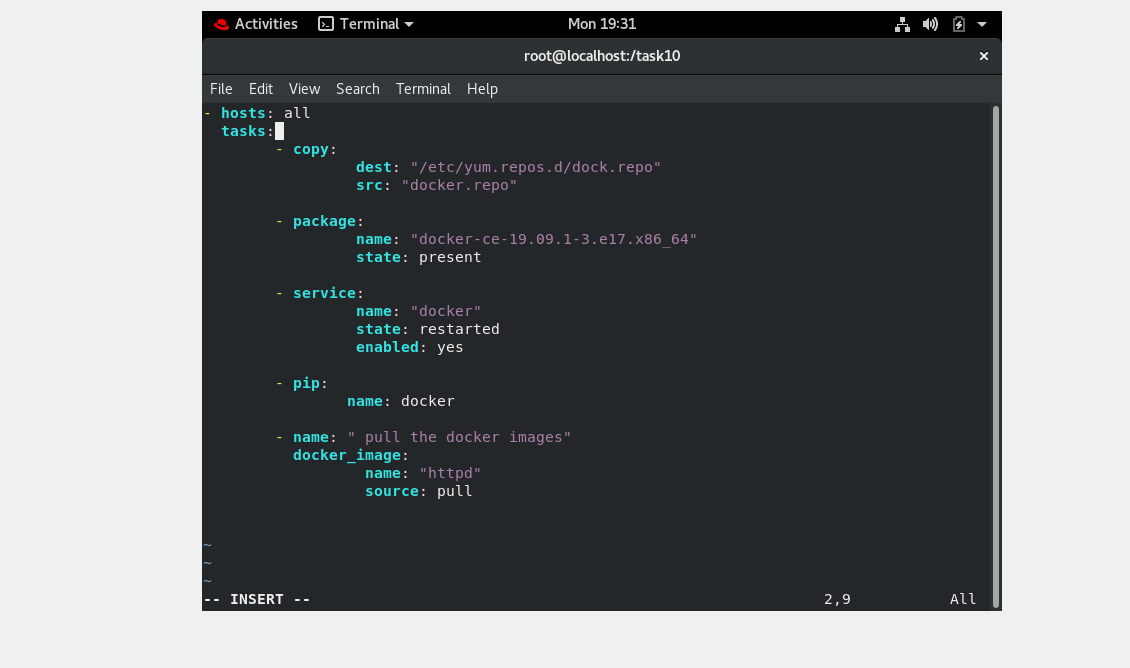 Activities Terminal Mon 19:31
root@localhost:/task10 ×
File Edit View Search Terminal Help
- hosts: all
  tasks:
        - copy:
                 dest: "/etc/yum.repos.d/dock.repo"
                 src: "docker.repo"
        - package:
                 name: "docker-ce-19.09.1-3.e17.x86_64"
                 state: present
        - service:
                 name: "docker"
                 state: restarted
                 enabled: yes
        - pip:
                name: docker
        - name: " pull the docker images"
          docker_image:
                  name: "httpd"
                  source: pull
~
~
~
-- INSERT -- 2,9 All